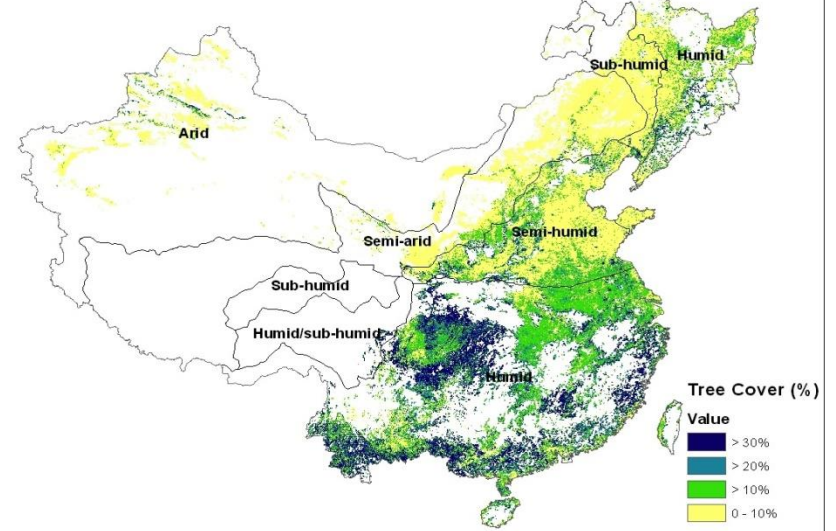 Sub-humid
Humid
Arid
Semi-arid
Semi-humid
Sub-humid
Humid/sub-humid
Humid
Tree Cover (%)
Value
> 30%
> 20%
> 10%
0 - 10%